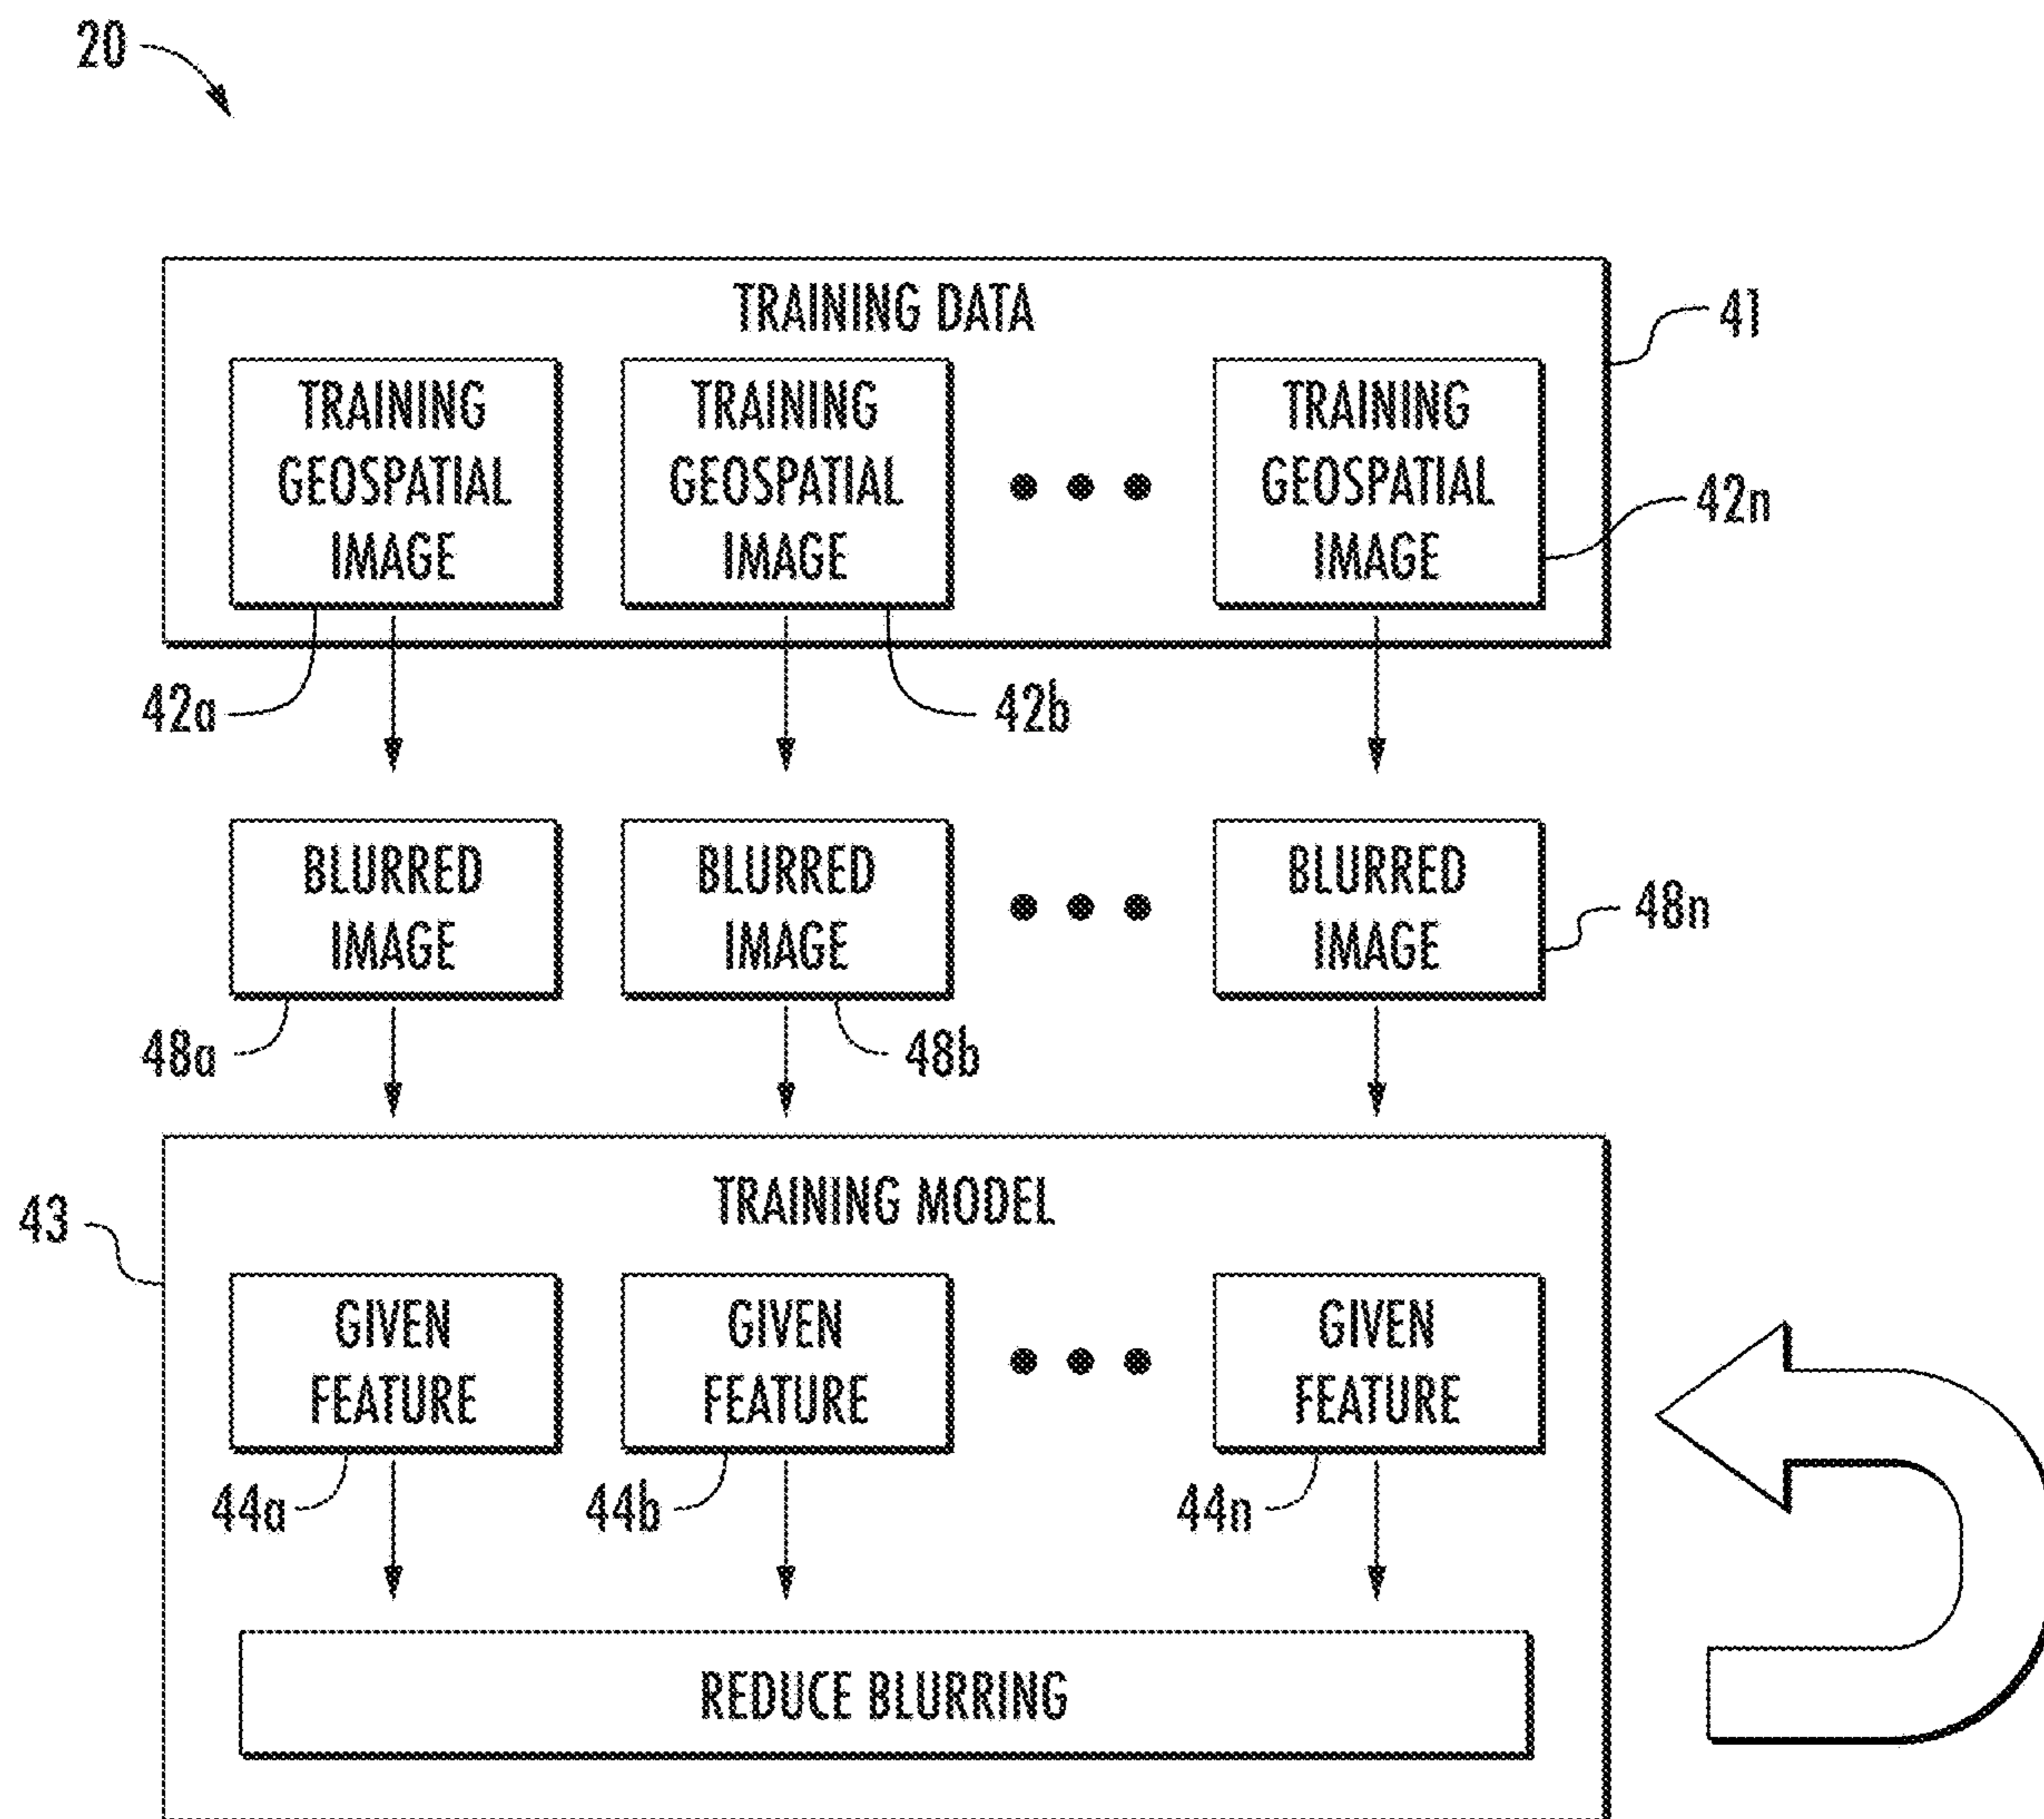 20
TRAINING DATA
41
TRAINING
GEOSPATIAL
IMAGE
TRAINING
GEOSPATIAL
IMAGE
TRAINING
GEOSPATIAL
IMAGE
42n
42a
42b
BLURRED
IMAGE
BLURRED
IMAGE
BLURRED
IMAGE
48n
48a
48b
TRAINING MODEL
43
GIVEN
FEATURE
GIVEN
FEATURE
GIVEN
FEATURE
44a
44b
44n
REDUCE BLURRING